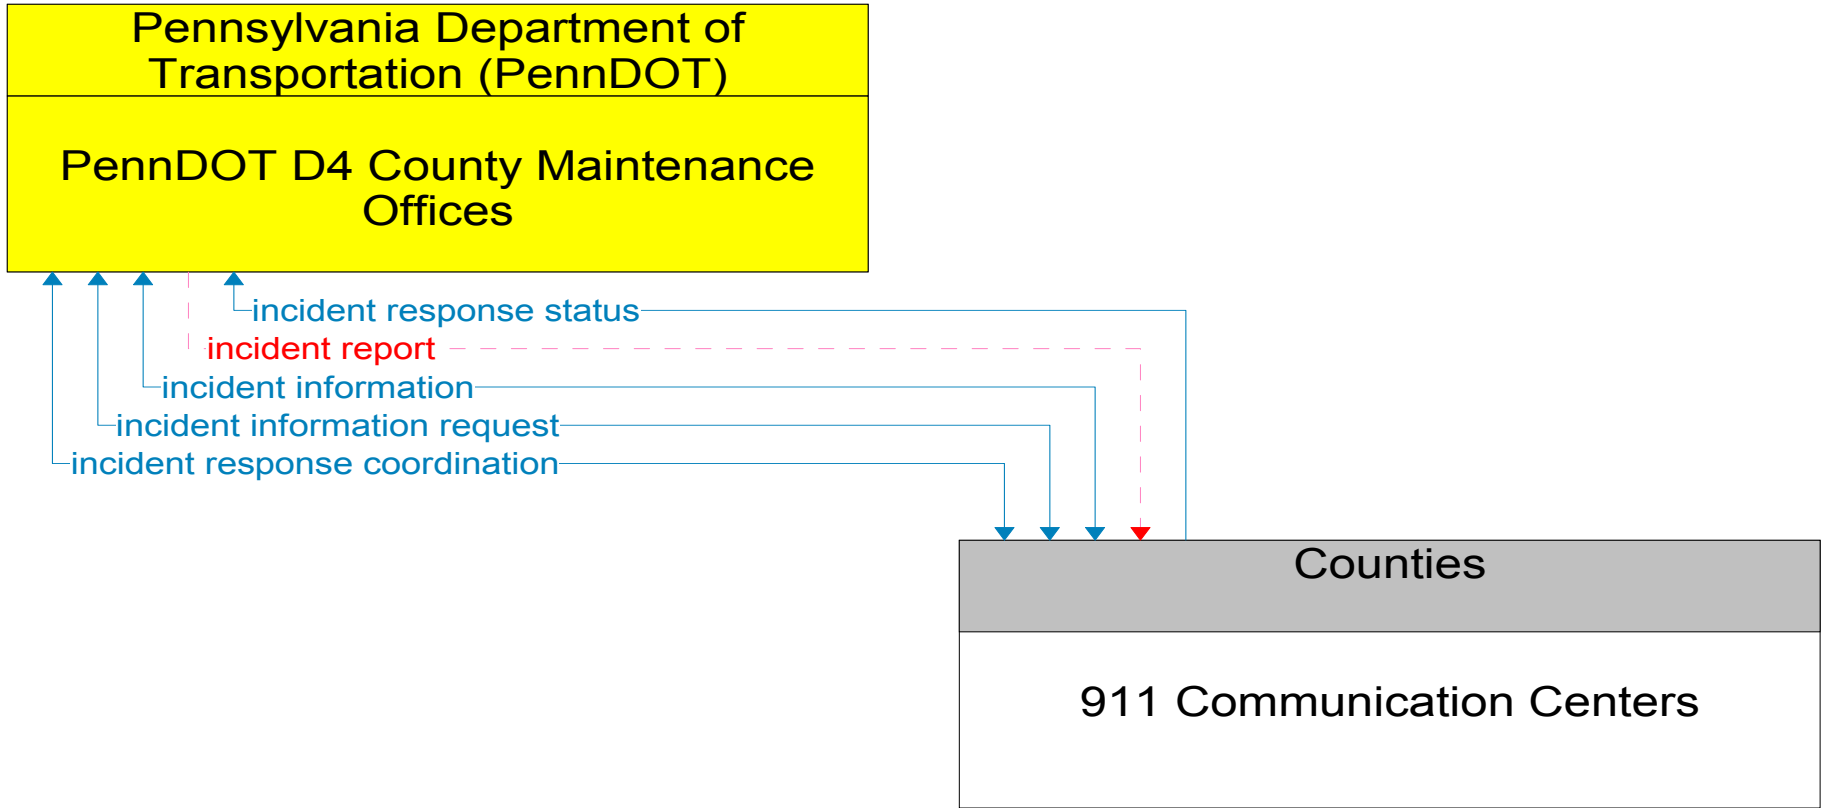 Pennsylvania Department of
Transportation (PennDOT)
PennDOT D4 County Maintenance
Offices
incident response status
incident report
incident information
incident information request
incident response coordination
Counties
911 Communication Centers